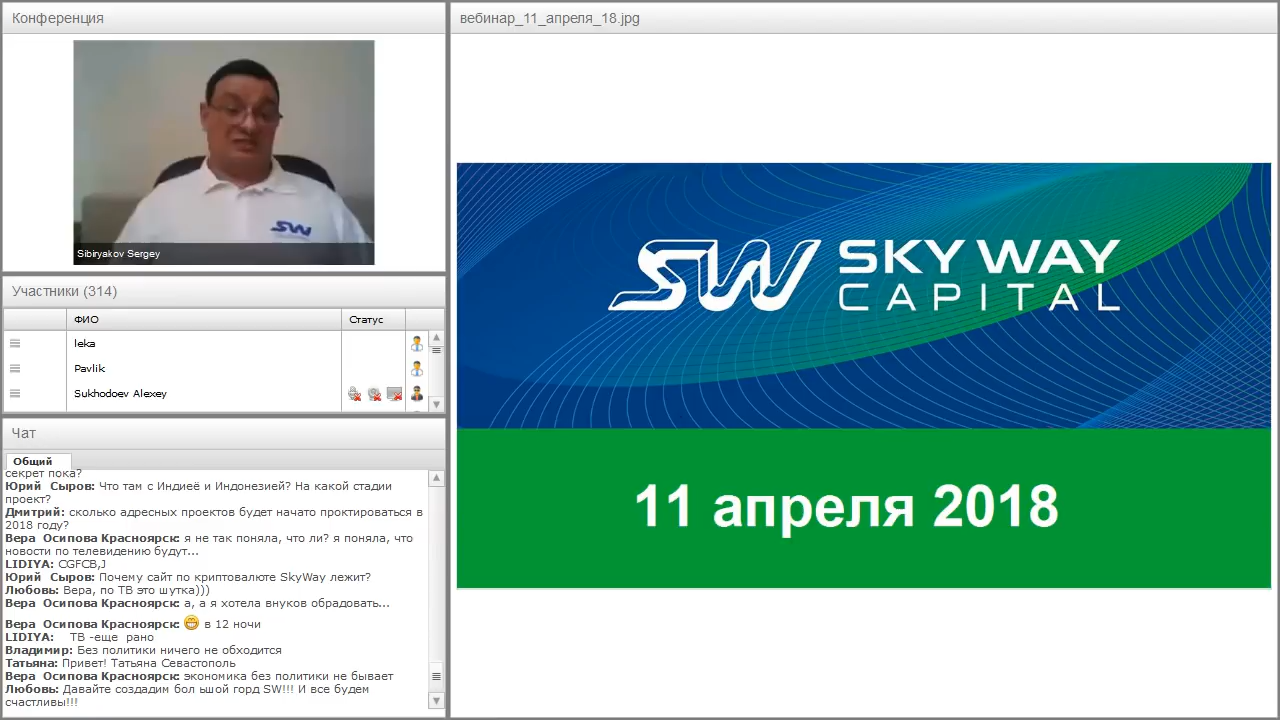 Конференция
Sibiryakov Sergey
SW
Участники (314)
ФИО
Статус
leka
Pavlik
Sukhodoev Alexey
Чат
Общий
секрет пока?
Юрий Сыров: Что там с Индиеё и Индонезией? На какой стадии
проект?
Дмитрий: сколько адресных проектов будет начато проктироваться в
2018 году?
Вера Осипова Красноярск: я не так поняла, что ли? я поняла, что
новости по телевидению будут...
LIDIYA: CGFCB,J
Юрий Сыров: Почему сайт по криптовалюте SkyWay лежит?
Любовь: Вера, по ТВ это шутка)))
Вера Осипова Красноярск: а, а я хотела внуков обрадовать...
Вера Осипова Красноярск: 😁 в 12 ночи
LIDIYA: ТВ -еще рано
Владимир: Без политики ничего не обходится
Татьяна: Привет! Татьяна Севастополь
Вера Осипова Красноярск: экономика без политики не бывает
Любовь: Давайте создадим бол ьшой горд SW!!! И все будем
счастливы!!!
вебинар_11_апреля_18.jpg
SW SKY WAY
CAPITAL
11 апреля 2018